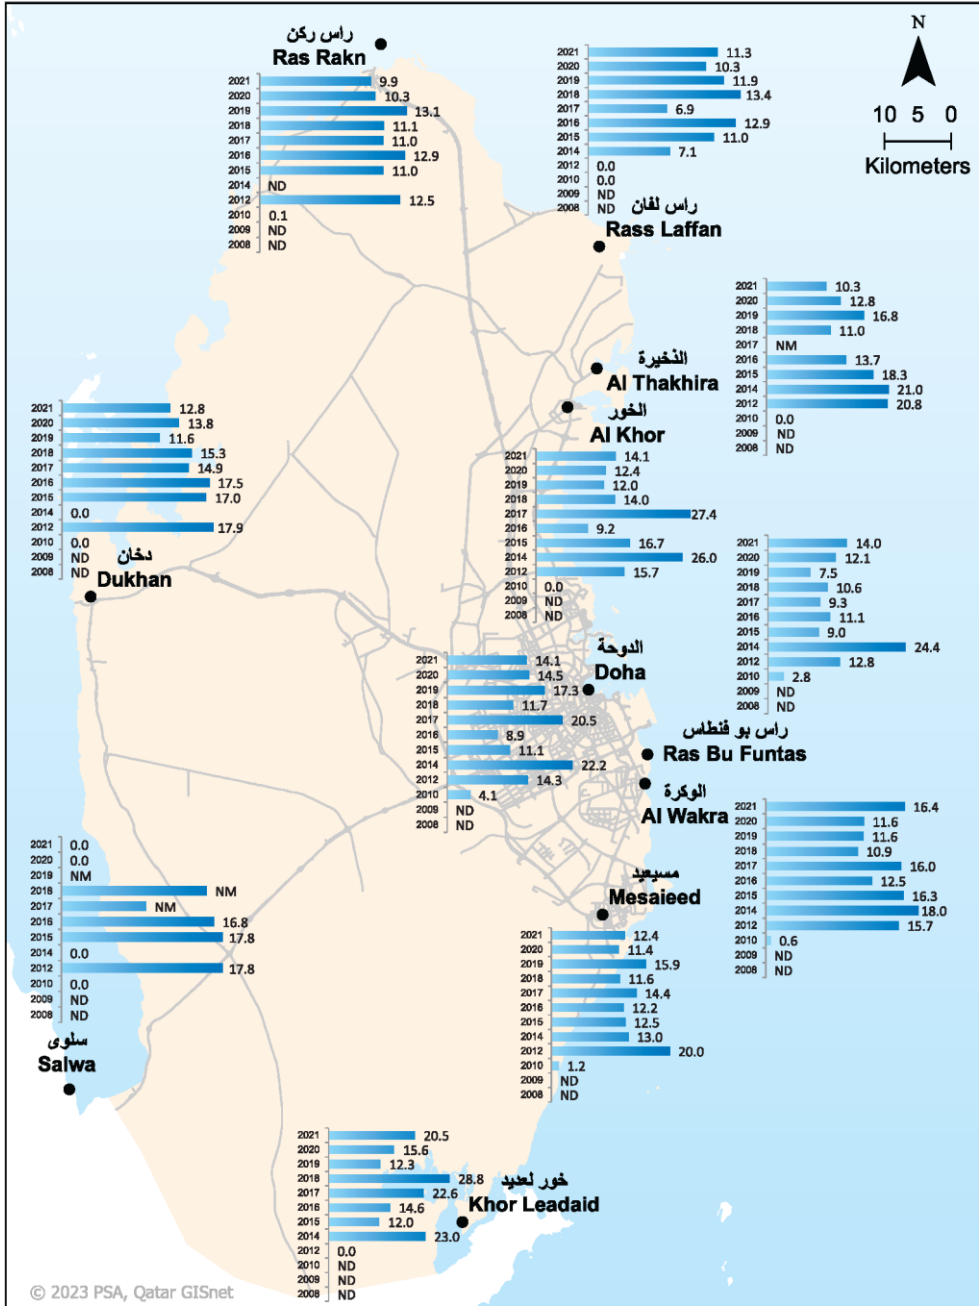 راس ركن
Ras Rakn
2021 9.9
2020 10.3
2019 13.1
2018 11.1
2017 11.0
2016 12.9
2015 11.0
2014 ND
2012 12.5
2010 0.1
2009 ND
2008 ND
2021 11.3
2020 10.3
2019 11.9
2018 13.4
2017 6.9
2016 12.9
2015 11.0
2014 7.1
2012 0.0
2010 0.0
2009 ND
2008 ND
راس لفان
Rass Laffan
N
10 5 0
Kilometers
2021 10.3
2020 12.8
2019 16.8
2018 11.0
2017 NM
2016 13.7
2015 18.3
2014 21.0
2012 20.8
2010 0.0
2009 ND
2008 ND
الذخيرة
Al Thakhira
الخور
Al Khor
2021 14.1
2020 12.4
2019 12.0
2018 14.0
2017 27.4
2016 9.2
2015 16.7
2014 26.0
2012 15.7
2010 0.0
2009 ND
2008 ND
2021 12.8
2020 13.8
2019 11.6
2018 15.3
2017 14.9
2016 17.5
2015 17.0
2014 0.0
2012 17.9
2010 0.0
2009 ND
2008 ND
دخان
Dukhan
2021 14.0
2020 12.1
2019 7.5
2018 10.6
2017 9.3
2016 11.1
2015 9.0
2014 24.4
2012 12.8
2010 2.8
2009 ND
2008 ND
راس بو فنطاس
Ras Bu Funtas
الدوحة
Doha
2021 14.1
2020 14.5
2019 17.3
2018 11.7
2017 20.5
2016 8.9
2015 11.1
2014 22.2
2012 14.3
2010 4.1
2009 ND
2008 ND
الوكرة
Al Wakra
2021 16.4
2020 11.6
2019 11.6
2018 10.9
2017 16.0
2016 12.5
2015 16.3
2014 18.0
2012 15.7
2010 0.6
2009 ND
2008 ND
مسيعيد
Mesaieed
2021 12.4
2020 11.4
2019 15.9
2018 11.6
2017 14.4
2016 12.2
2015 12.5
2014 13.0
2012 20.0
2010 1.2
2009 ND
2008 ND
2021 0.0
2020 0.0
2019 NM
2018 NM
2017 NM
2016 16.8
2015 17.8
2014 0.0
2012 17.8
2010 0.0
2009 ND
2008 ND
سلوى
Salwa
2021 20.5
2020 15.6
2019 12.3
2018 28.8
2017 22.6
2016 14.6
2015 12.0
2014 23.0
2012 0.0
2010 ND
2009 ND
2008 ND
خور لعديد
Khor Leadaid
© 2023 PSA, Qatar GISnet